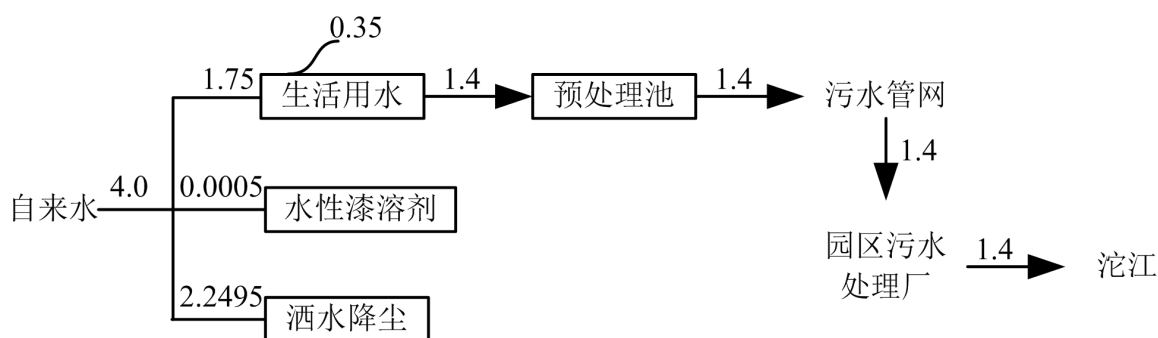 0.35
1.75
生活用水
1.4
预处理池
1.4
污水管网
1.4
自来水
4.0
0.0005
水性漆溶剂
园区污水
处理厂
1.4
沱江
2.2495
洒水降尘